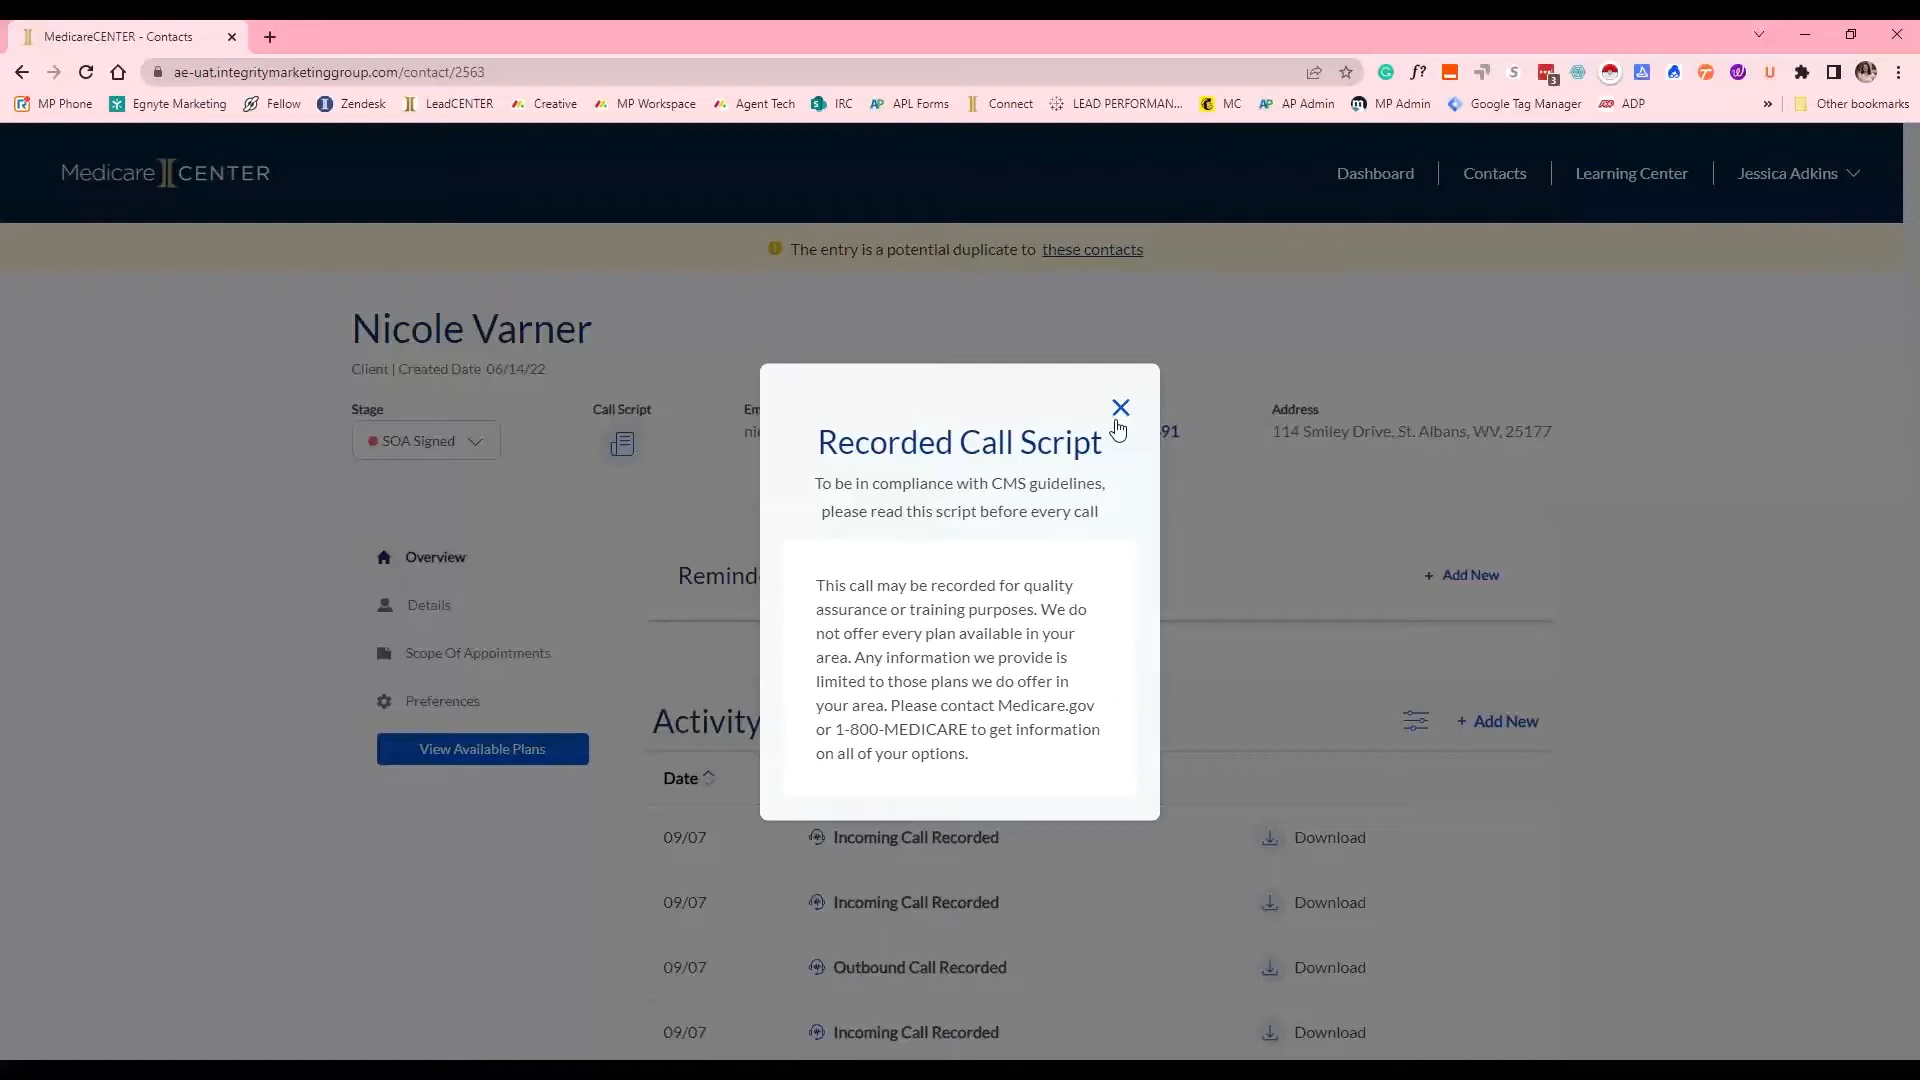 MedicareCENTER - Contacts
ae-uat.integritymarketinggroup.com/contact/2563
3
MP Phone Egnyte Marketing Fellow Zendesk LeadCENTER Creative MP Workspace Agent Tech IRC APL Forms Connect LEAD PERFORMAN... MC AP Admin MP Admin Google Tag Manager ADP » Other bookmarks
Medicare CENTER
Dashboard Contacts Learning Center Jessica Adkins
The entry is a potential duplicate to these contacts
Nicole Varner
Client | Created Date 06/14/22
Stage Call Script Em Address
SOA Signed nic 91 114 Smiley Drive, St. Albans, WV, 25177
Recorded Call Script
To be in compliance with CMS guidelines,
please read this script before every call
This call may be recorded for quality
assurance or training purposes. We do
not offer every plan available in your
area. Any information we provide is
limited to those plans we do offer in
your area. Please contact Medicare.gov
or 1-800-MEDICARE to get information
on all of your options.
Overview
Details
Scope Of Appointments
Preferences
View Available Plans
Remind + Add New
Activity + Add New
Date
09/07 Incoming Call Recorded Download
09/07 Incoming Call Recorded Download
09/07 Outbound Call Recorded Download
09/07 Incoming Call Recorded Download